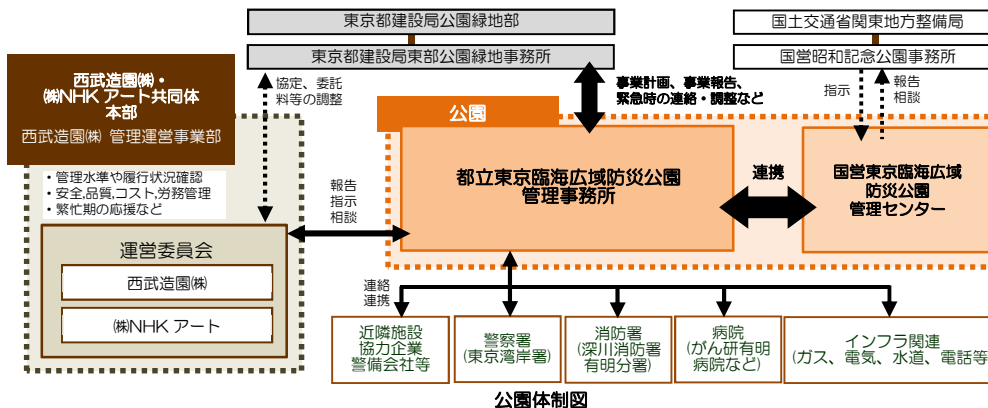 東京都建設局公園緑地部
東京都建設局東部公園緑地事務所
国土交通省関東地方整備局
国営昭和記念公園事務所
西武造園㈱・
㈱NHKアート共同体
本部
西武造園㈱ 管理運営事業部
協定、委託
料等の調整
事業計画、事業報告、
緊急時の連絡・調整など
指示
報告
相談
公園
・管理水準や履行状況確認
・安全,品質,コスト,労務管理
・繁忙期の応援など
都立東京臨海広域防災公園
管理事務所
連携
国営東京臨海広域
防災公園
管理センター
報告
指示
相談
運営委員会
西武造園㈱
㈱NHKアート
連絡
連携
近隣施設
協力企業
警備会社等
警察署
(東京湾岸署)
消防署
(深川消防署
有明分署)
病院
(がん研有明
病院など)
インフラ関連
(ガス、電気、水道、電話等)
公園体制図